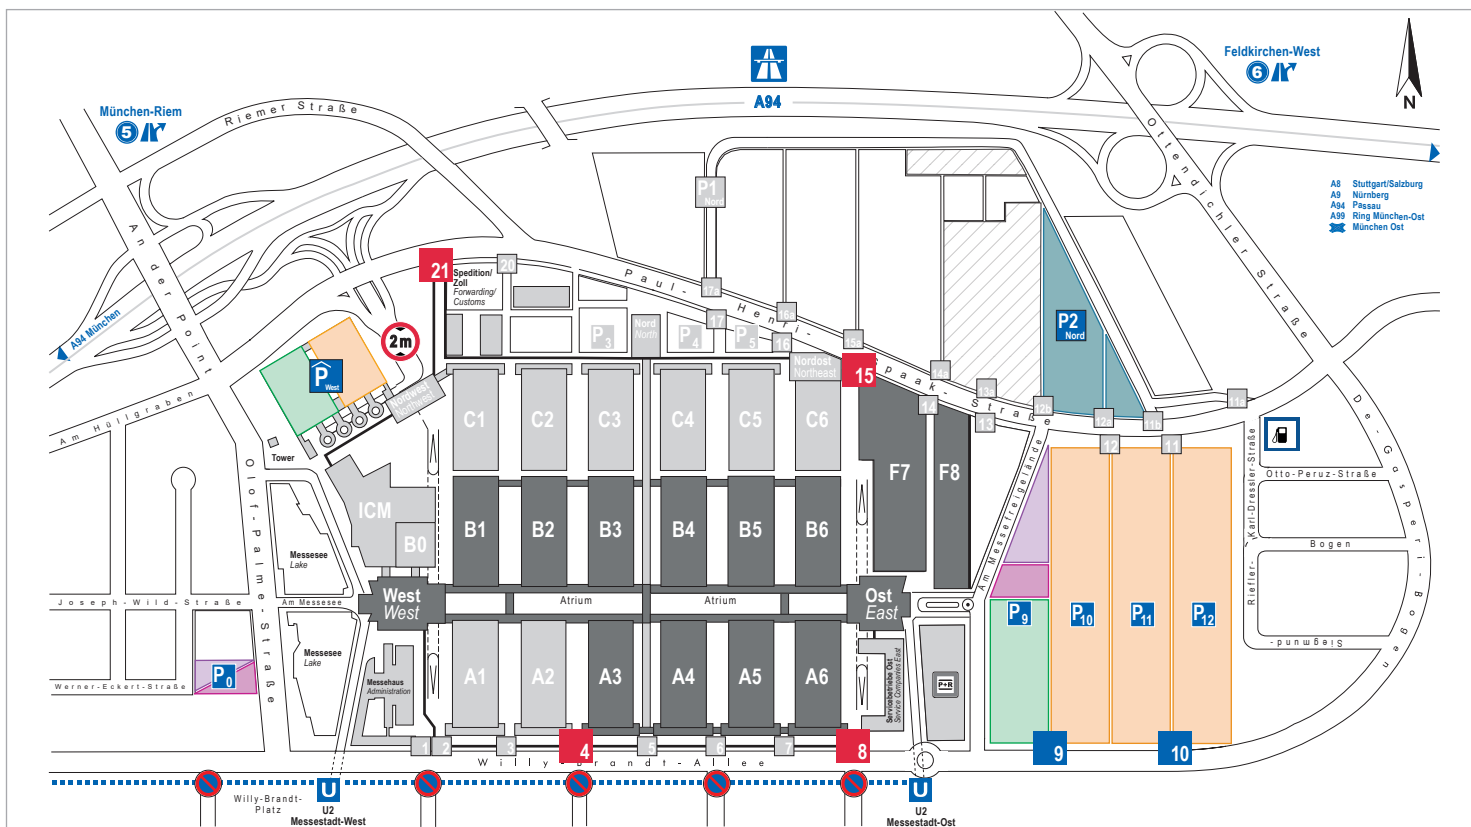 Feldkirchen-West
6
A94
N
München-Riem
5
Riemer Straße
Ottendichler Straße
A8 Stuttgart/Salzburg
A9 Nürnberg
A94 Passau
A99 Ring München-Ost
München Ost
P1
Nord
An der Point
21
Spedition/
Zoll
Forwarding/
Customs
20
Paul-Henri-Spaak-Straße
17a
16a
17
16
15a
15
14a
13a
14
13
12b
12a
11b
11a
12
11
P2
Nord
A94 München
2m
P
West
P3
Nord
North
P4
P5
Nordost
Northeast
Nordwest
Northwest
Am Hüllgraben
Tower
C1
C2
C3
C4
C5
C6
F7
F8
Am Messefreigelände
Karl-Dressler-Straße
Otto-Peruz-Straße
De-Gasperi-Bogen
Olof-Palme-Straße
ICM
B0
B1
B2
B3
B4
B5
B6
Bogen
Riefler-
Siegmund-
Messesee
Lake
Joseph-Wild-Straße
Am Messesee
West
West
Atrium
Atrium
Ost
East
P9
P10
P11
P12
Messesee
Lake
P0
Werner-Eckert-Straße
Messehaus
Administration
A1
A2
A3
A4
A5
A6
Servicebetriebe Ost
Service Companies East
P+R
1
2
3
4
5
6
7
8
9
10
Willy-Brandt-Allee
Willy-Brandt-
Platz
U
U2
Messestadt-West
U
U2
Messestadt-Ost